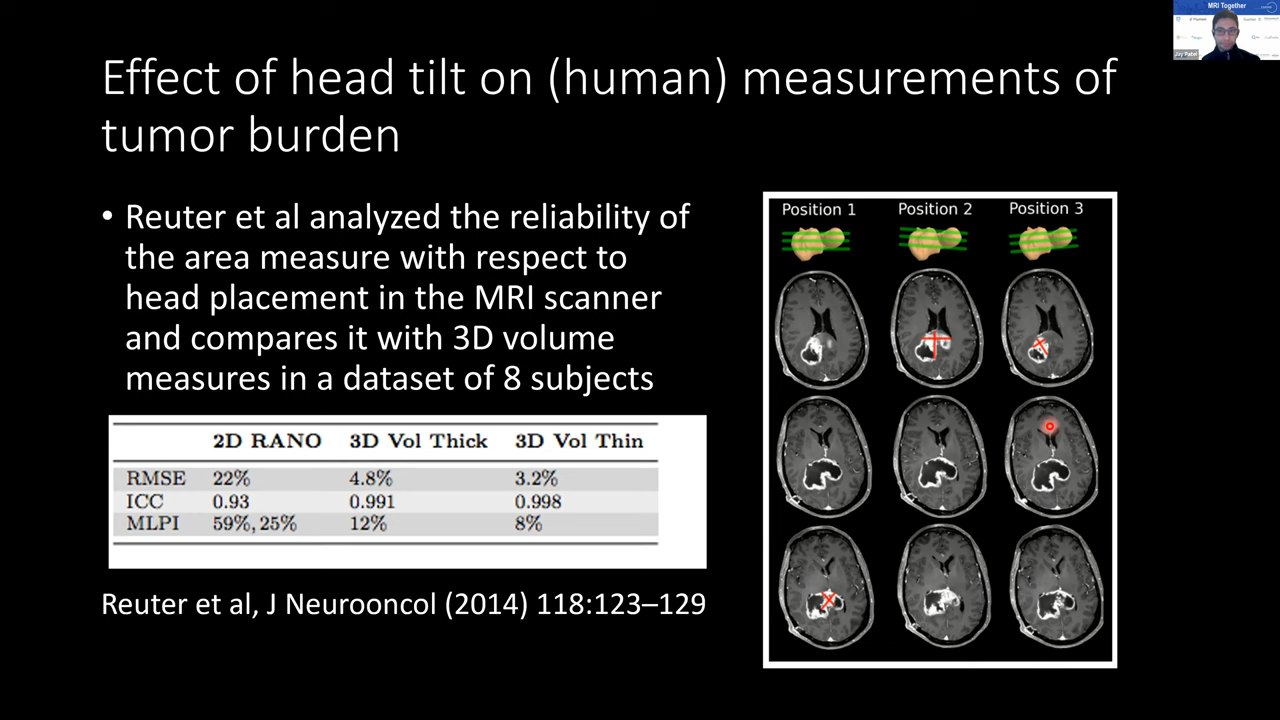 MRI Together
Jay Patel
Effect of head tilt on (human) measurements of
tumor burden
• Reuter et al analyzed the reliability of
the area measure with respect to
head placement in the MRI scanner
and compares it with 3D volume
measures in a dataset of 8 subjects
2D RANO 3D Vol Thick 3D Vol Thin
RMSE 22% 4.8% 3.2%
ICC 0.93 0.991 0.998
MLPI 59%, 25% 12% 8%
Reuter et al, J Neurooncol (2014) 118:123–129
Position 1 Position 2 Position 3